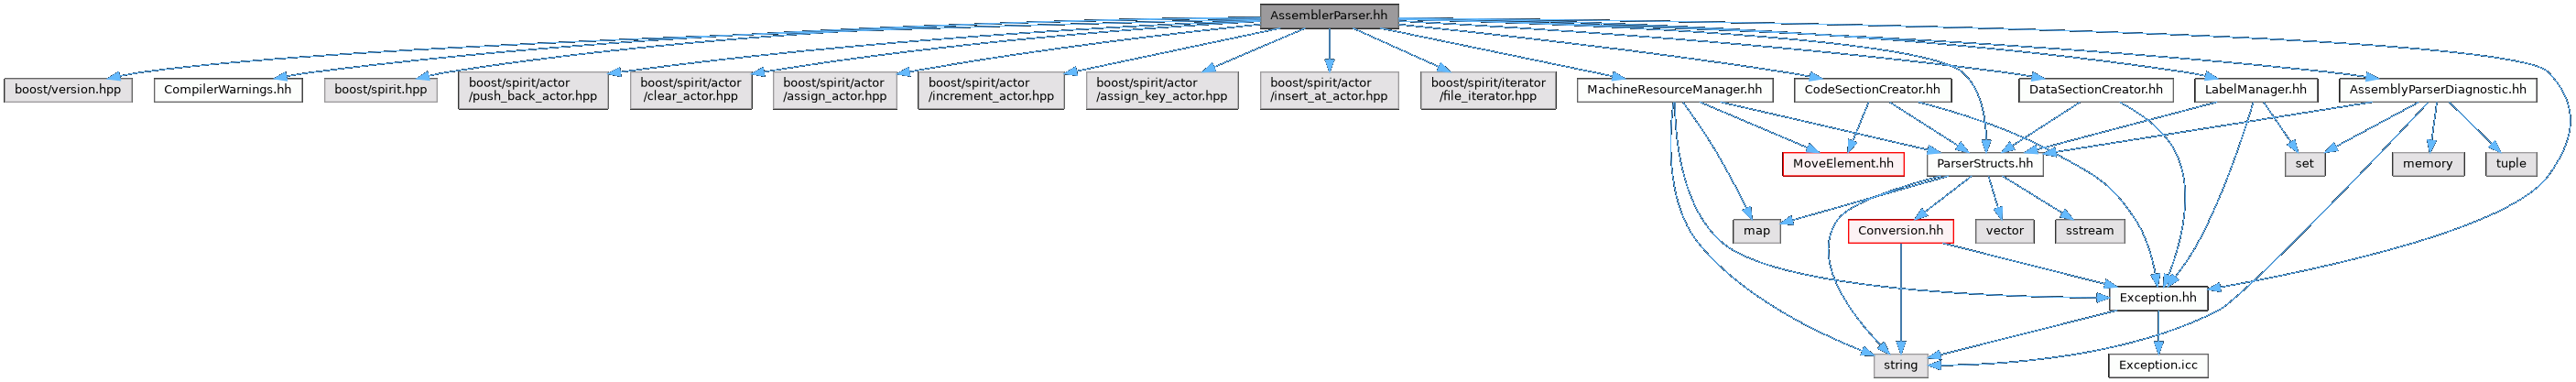 AssemblerParser.hh
boost/version.hpp
CompilerWarnings.hh
boost/spirit.hpp
boost/spirit/actor
/push_back_actor.hpp
boost/spirit/actor
/clear_actor.hpp
boost/spirit/actor
/assign_actor.hpp
boost/spirit/actor
/increment_actor.hpp
boost/spirit/actor
/assign_key_actor.hpp
boost/spirit/actor
/insert_at_actor.hpp
boost/spirit/iterator
/file_iterator.hpp
MachineResourceManager.hh
CodeSectionCreator.hh
DataSectionCreator.hh
LabelManager.hh
AssemblyParserDiagnostic.hh
MoveElement.hh
ParserStructs.hh
set
memory
tuple
map
Conversion.hh
vector
sstream
Exception.hh
string
Exception.icc